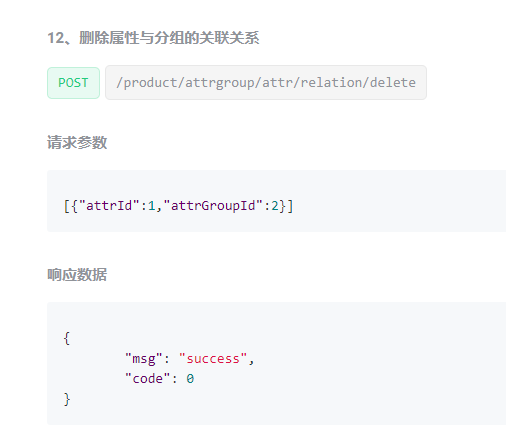 12、删除属性与分组的关联关系
POST /product/attrgroup/attr/relation/delete
请求参数
[{"attrId":1,"attrGroupId":2}]
响应数据
{
"msg": "success",
"code": 0
}